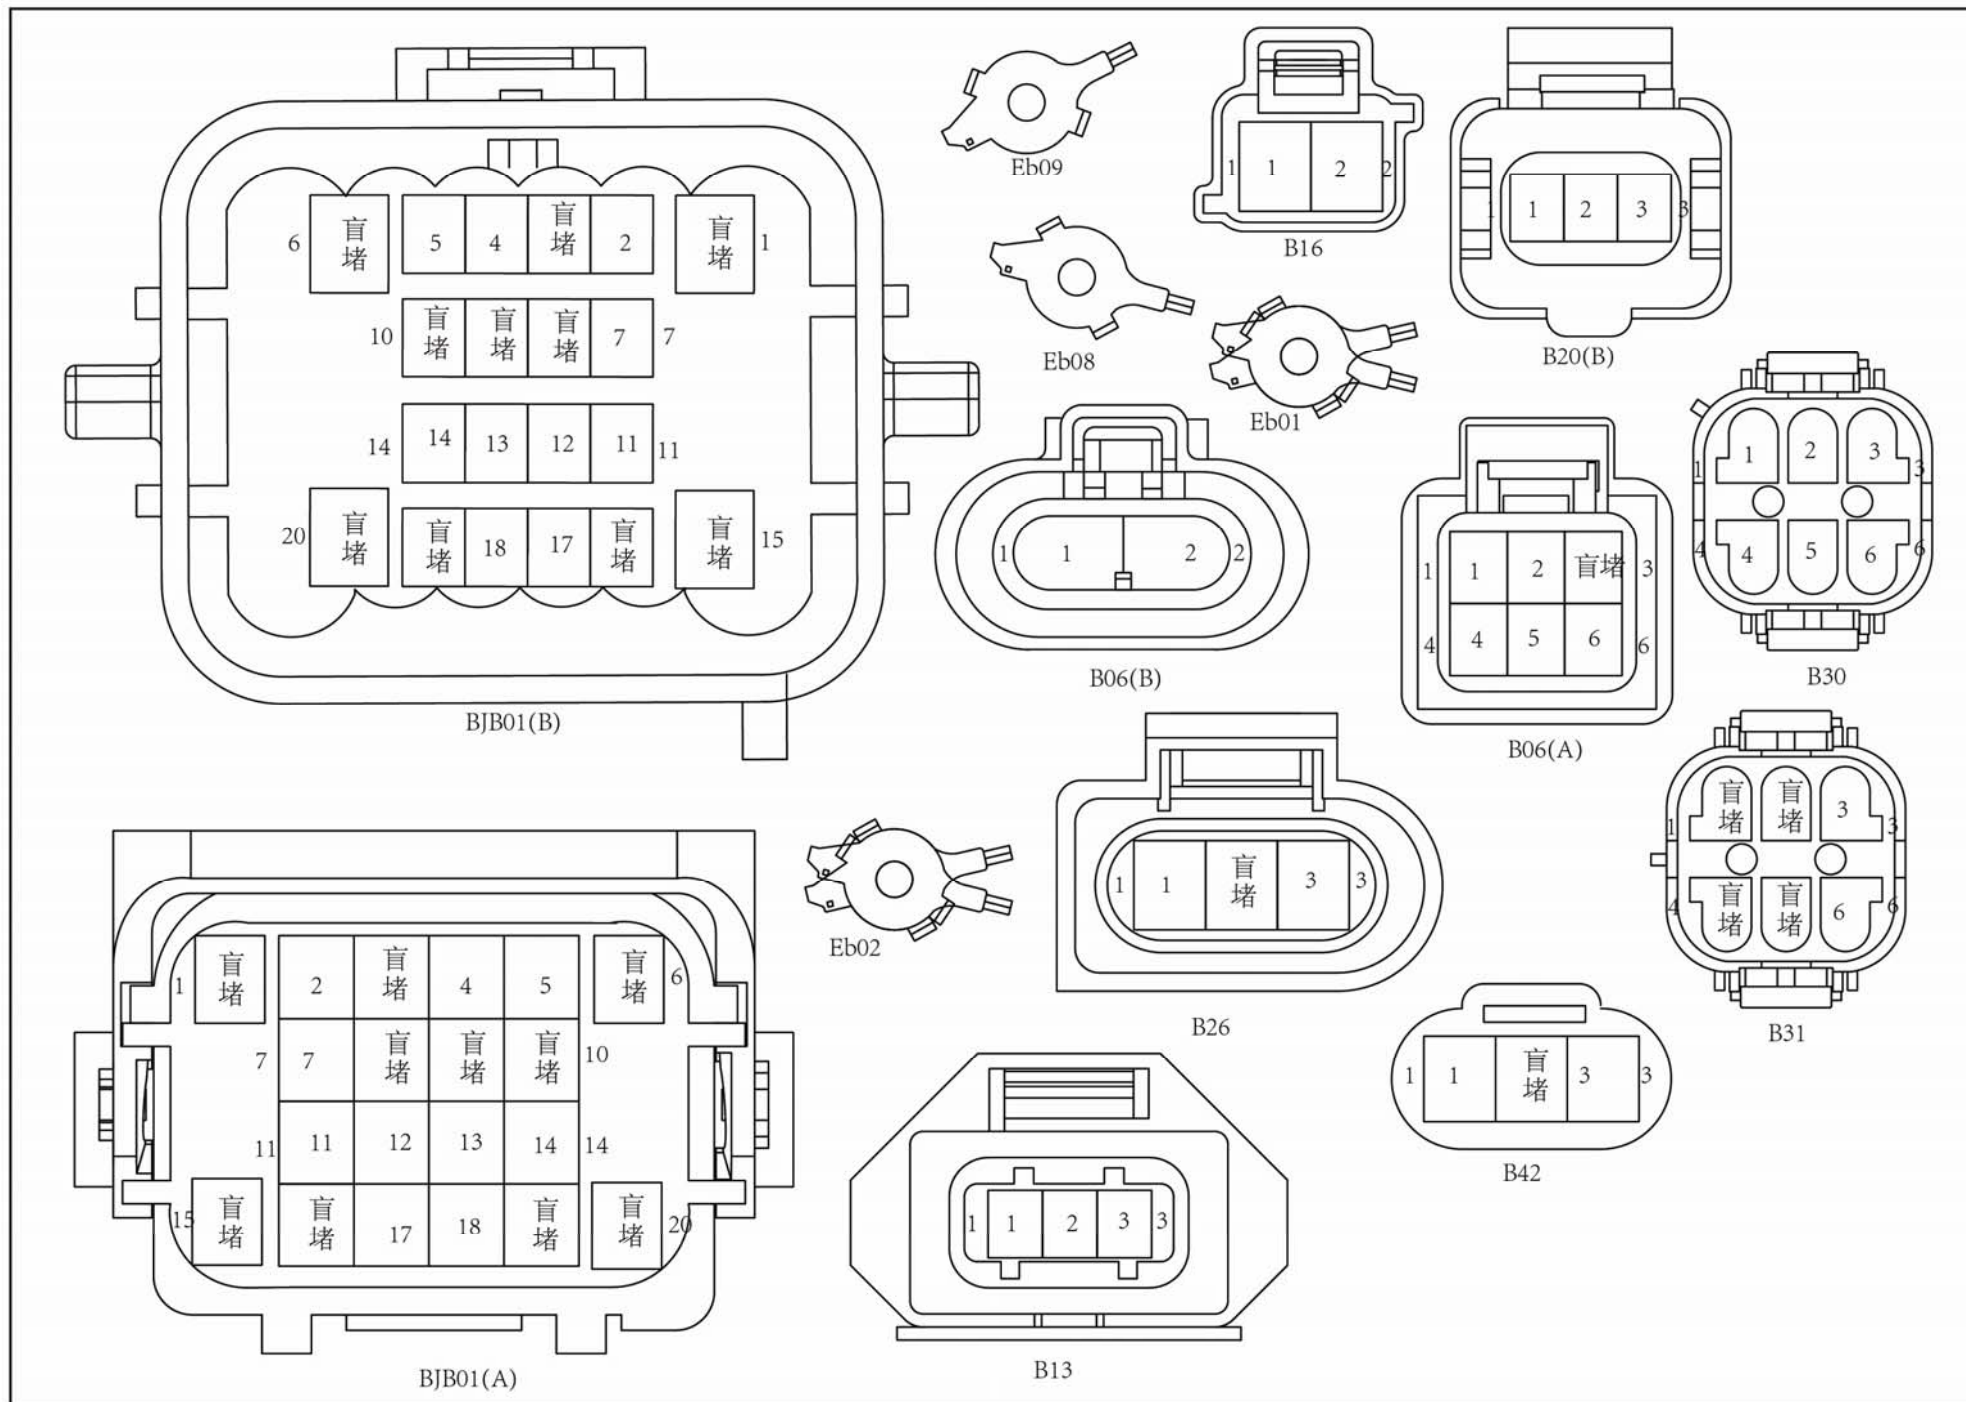 6 盲堵 5 4 盲堵 2 盲堵 1
10 盲堵 盲堵 盲堵 7 7
14 14 13 12 11 11
20 盲堵 盲堵 18 17 盲堵 盲堵 15
BJB01(B)
Eb09
1 1 2 2
B16
1 1 2 3 3
B20(B)
Eb08
Eb01
1 1 2 2
B06(B)
1 1 2 盲堵 3
4 4 5 6 6
B06(A)
1 1 2 3 3
4 4 5 6 6
B30
1 盲堵 盲堵 3 3
4 盲堵 盲堵 6 6
B31
1 盲堵 2 盲堵 4 5 盲堵 6
7 7 盲堵 盲堵 盲堵 10
11 11 12 13 14 14
15 盲堵 盲堵 17 18 盲堵 盲堵 20
BJB01(A)
Eb02
1 1 盲堵 3 3
B26
1 1 2 3 3
B13
1 1 盲堵 3 3
B42